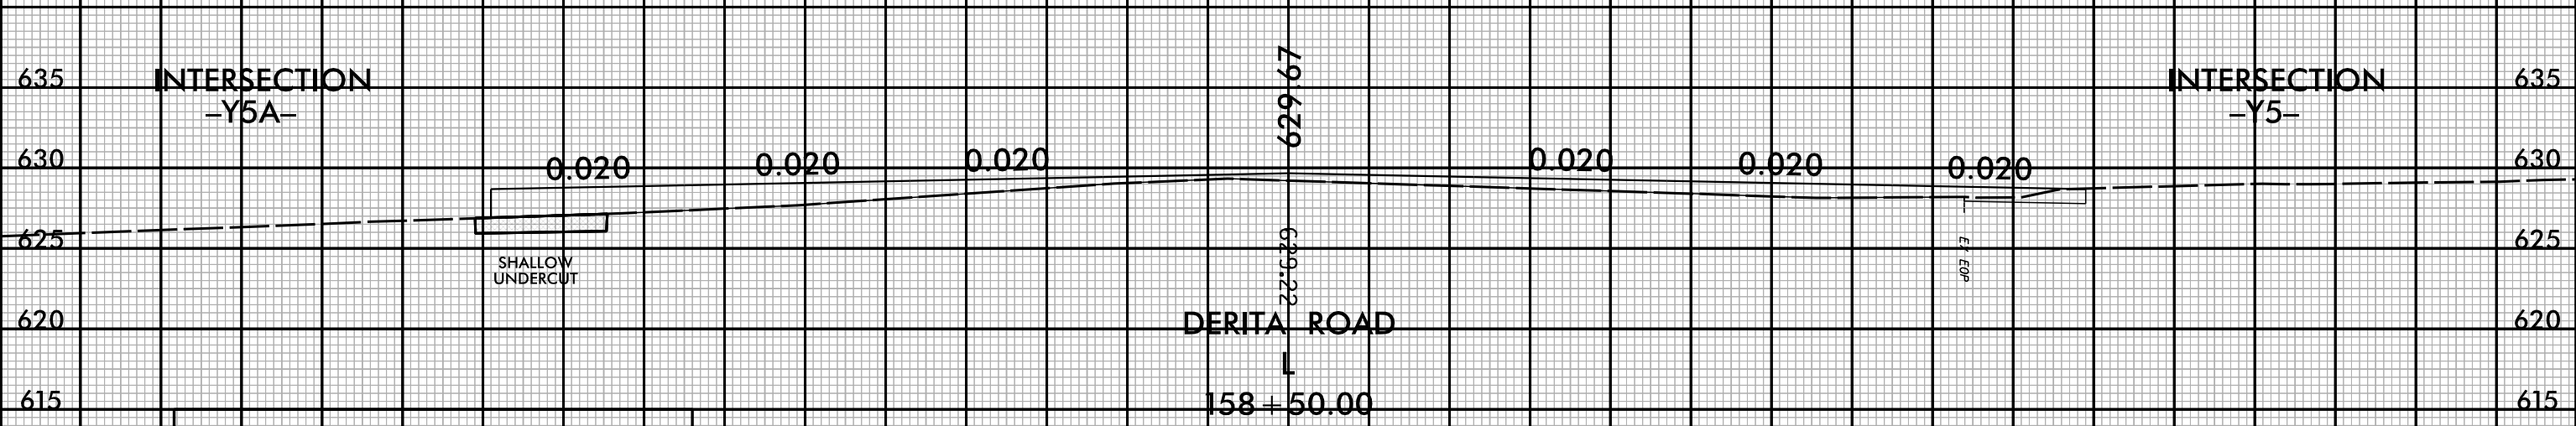 635
INTERSECTION
-Y5A-
629.67
INTERSECTION
-Y5-
635
630
0.020
0.020
0.020
0.020
0.020
0.020
630
625
SHALLOW
UNDERCUT
629.22
EOP
625
620
DERITA ROAD
620
L
615
158+50.00
615